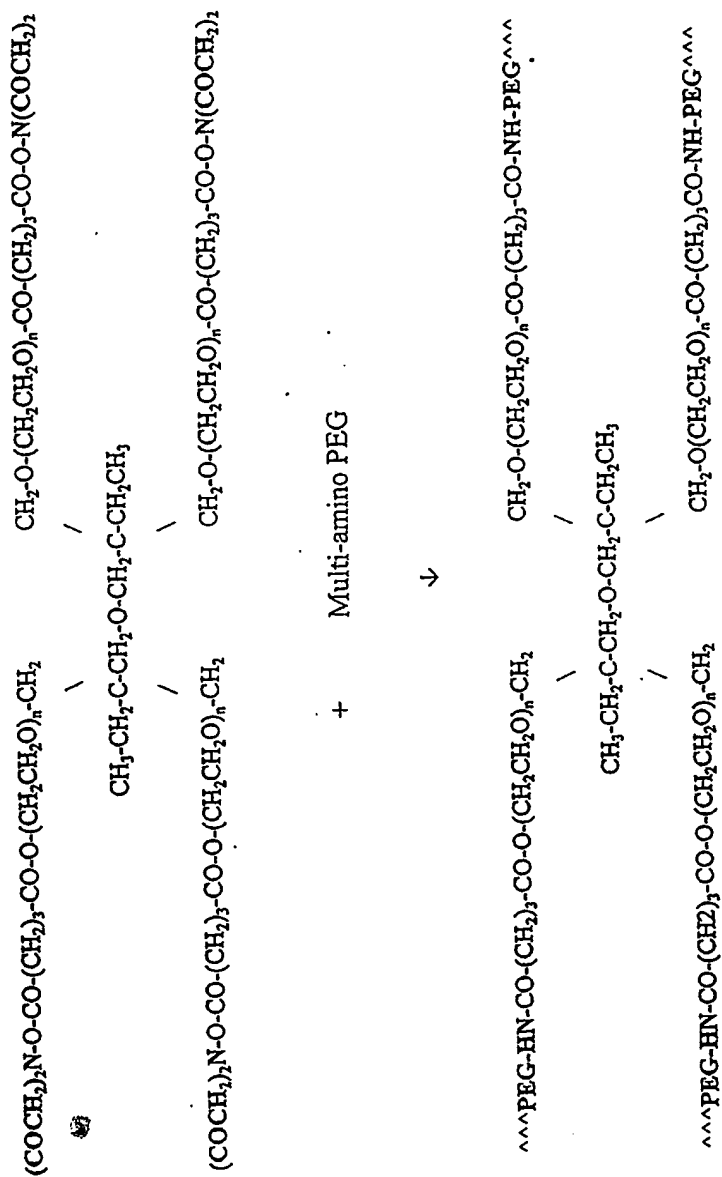 (COCH₂)₂N-O-CO-(CH₂)₃-CO-O-(CH₂CH₂O)ₙ-CH₂ CH₂-O-(CH₂CH₂O)ₙ-CO-(CH₂)₃-CO-O-N(COCH₂)₂
\ /
CH₃-CH₂-C-CH₂-O-CH₂-C-CH₂CH₃
/ \
(COCH₂)₂N-O-CO-(CH₂)₃-CO-O-(CH₂CH₂O)ₙ-CH₂ CH₂-O-(CH₂CH₂O)ₙ-CO-(CH₂)₃-CO-O-N(COCH₂)₂
+ Multi-amino PEG
↓
^^^PEG-HN-CO-(CH₂)₃-CO-O-(CH₂CH₂O)ₙ-CH₂ CH₂-O-(CH₂CH₂O)ₙ-CO-(CH₂)₃-CO-NH-PEG^^^
\ /
CH₃-CH₂-C-CH₂-O-CH₂-C-CH₂CH₃
/ \
^^^PEG-HN-CO-(CH2)₃-CO-O-(CH₂CH₂O)ₙ-CH₂ CH₂-O(CH₂CH₂O)ₙ-CO-(CH₂)₃CO-NH-PEG^^^